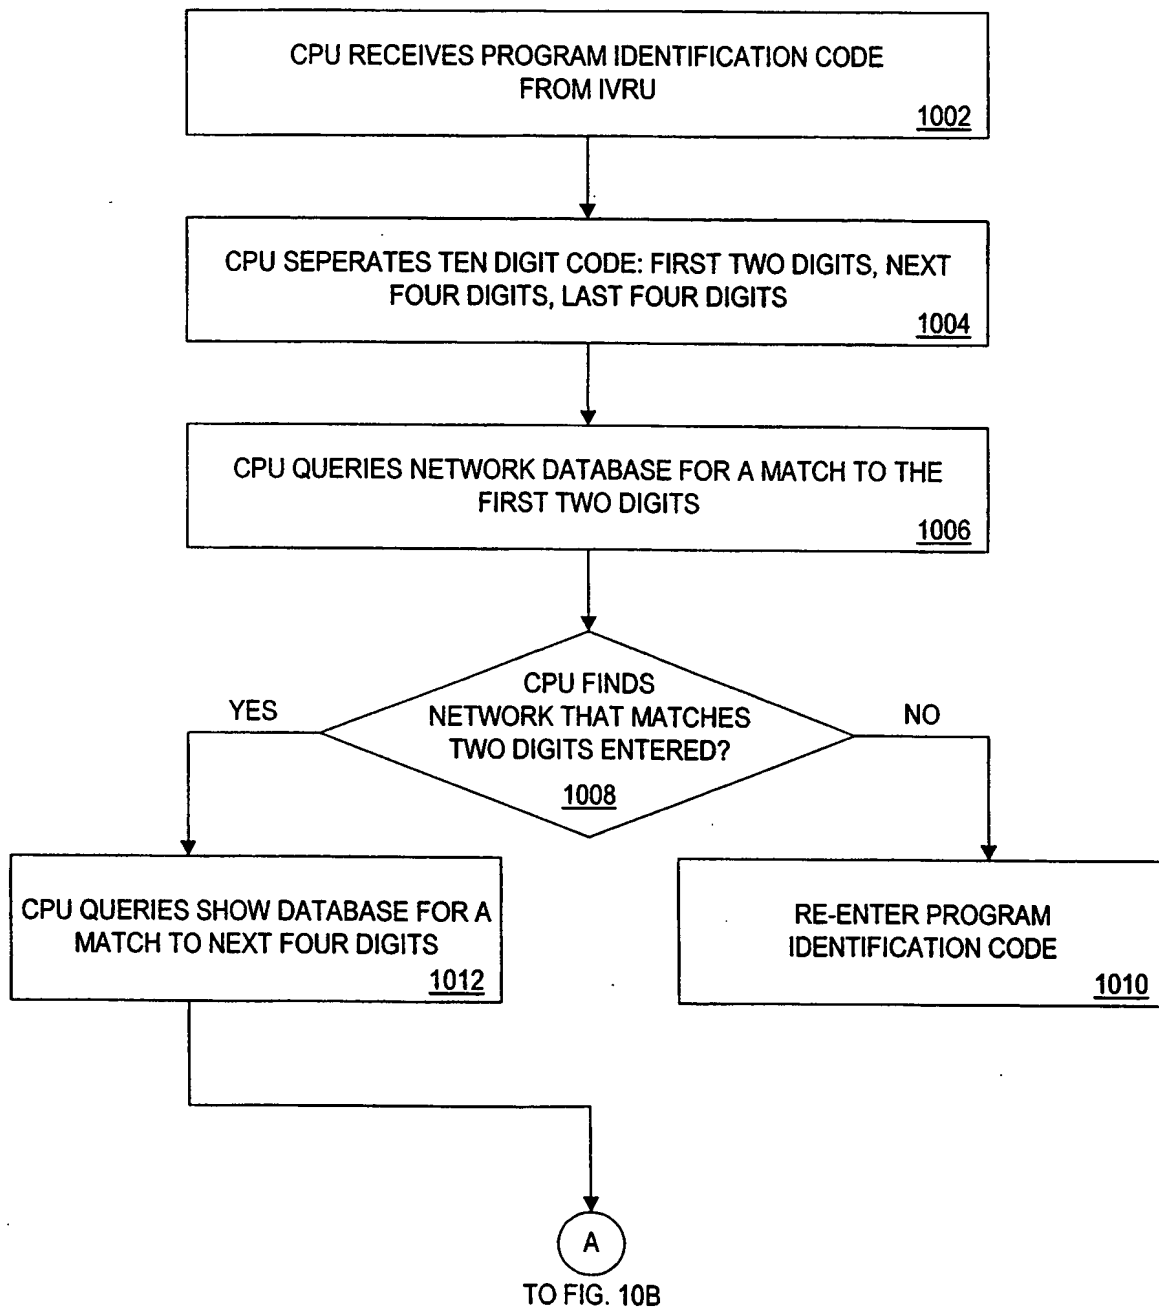 CPU RECEIVES PROGRAM IDENTIFICATION CODE
FROM IVRU
1002
CPU SEPERATES TEN DIGIT CODE: FIRST TWO DIGITS, NEXT
FOUR DIGITS, LAST FOUR DIGITS
1004
CPU QUERIES NETWORK DATABASE FOR A MATCH TO THE
FIRST TWO DIGITS
1006
CPU FINDS
NETWORK THAT MATCHES
TWO DIGITS ENTERED?
1008
YES
NO
CPU QUERIES SHOW DATABASE FOR A
MATCH TO NEXT FOUR DIGITS
1012
RE-ENTER PROGRAM
IDENTIFICATION CODE
1010
A
TO FIG. 10B